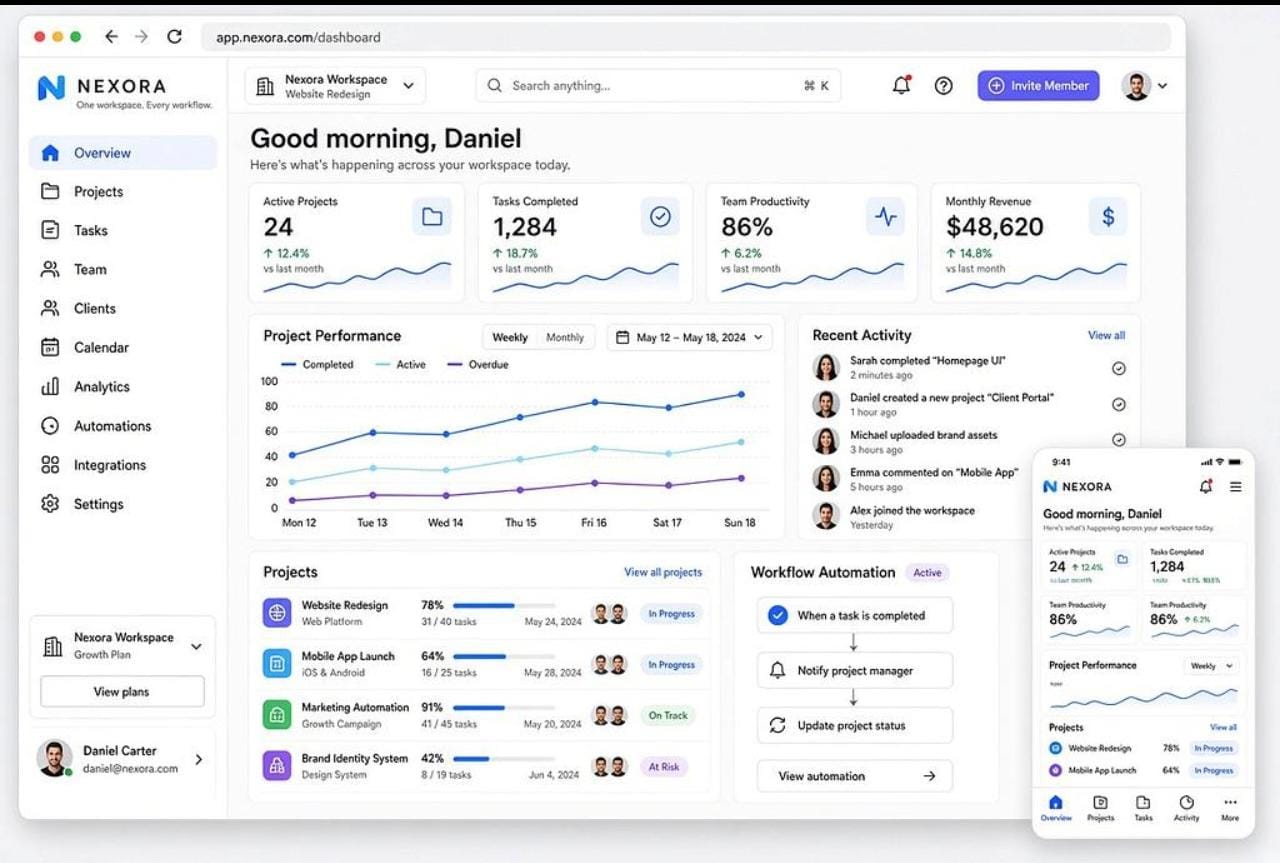 app.nexora.com/dashboard
NEXORA
One workspace. Every workflow.
Overview
Projects
Tasks
Team
Clients
Calendar
Analytics
Automations
Integrations
Settings
Nexora Workspace
Growth Plan
View plans
Daniel Carter
daniel@nexora.com
Nexora Workspace
Website Redesign
Search anything...
⌘ K
Invite Member
Good morning, Daniel
Here's what's happening across your workspace today.
Active Projects
24
↑ 12.4%
vs last month
Tasks Completed
1,284
↑ 18.7%
vs last month
Team Productivity
86%
↑ 6.2%
vs last month
Monthly Revenue
$48,620
↑ 14.8%
vs last month
$
Project Performance
Weekly
Monthly
May 12 – May 18, 2024
Completed
Active
Overdue
100
80
60
40
20
0
Mon 12
Tue 13
Wed 14
Thu 15
Fri 16
Sat 17
Sun 18
Recent Activity
View all
Sarah completed “Homepage UI”
2 minutes ago
Daniel created a new project “Client Portal”
1 hour ago
Michael uploaded brand assets
3 hours ago
Emma commented on “Mobile App”
5 hours ago
Alex joined the workspace
Yesterday
Projects
View all projects
Website Redesign
Web Platform
78%
31 / 40 tasks
May 24, 2024
In Progress
Mobile App Launch
iOS & Android
64%
16 / 25 tasks
May 28, 2024
In Progress
Marketing Automation
Growth Campaign
91%
41 / 45 tasks
May 20, 2024
On Track
Brand Identity System
Design System
42%
8 / 19 tasks
Jun 4, 2024
At Risk
Workflow Automation
Active
When a task is completed
Notify project manager
Update project status
View automation →
9:41
NEXORA
Good morning, Daniel
Here's what's happening across your workspace today.
Active Projects
24 ↑ 12.4%
vs last month
Tasks Completed
1,284
Team Productivity
86%
Team Productivity
86% ↑ 6.2%
Project Performance
Weekly
Projects
View all
Website Redesign
78%
In Progress
Mobile App Launch
64%
In Progress
Overview
Projects
Tasks
Activity
More